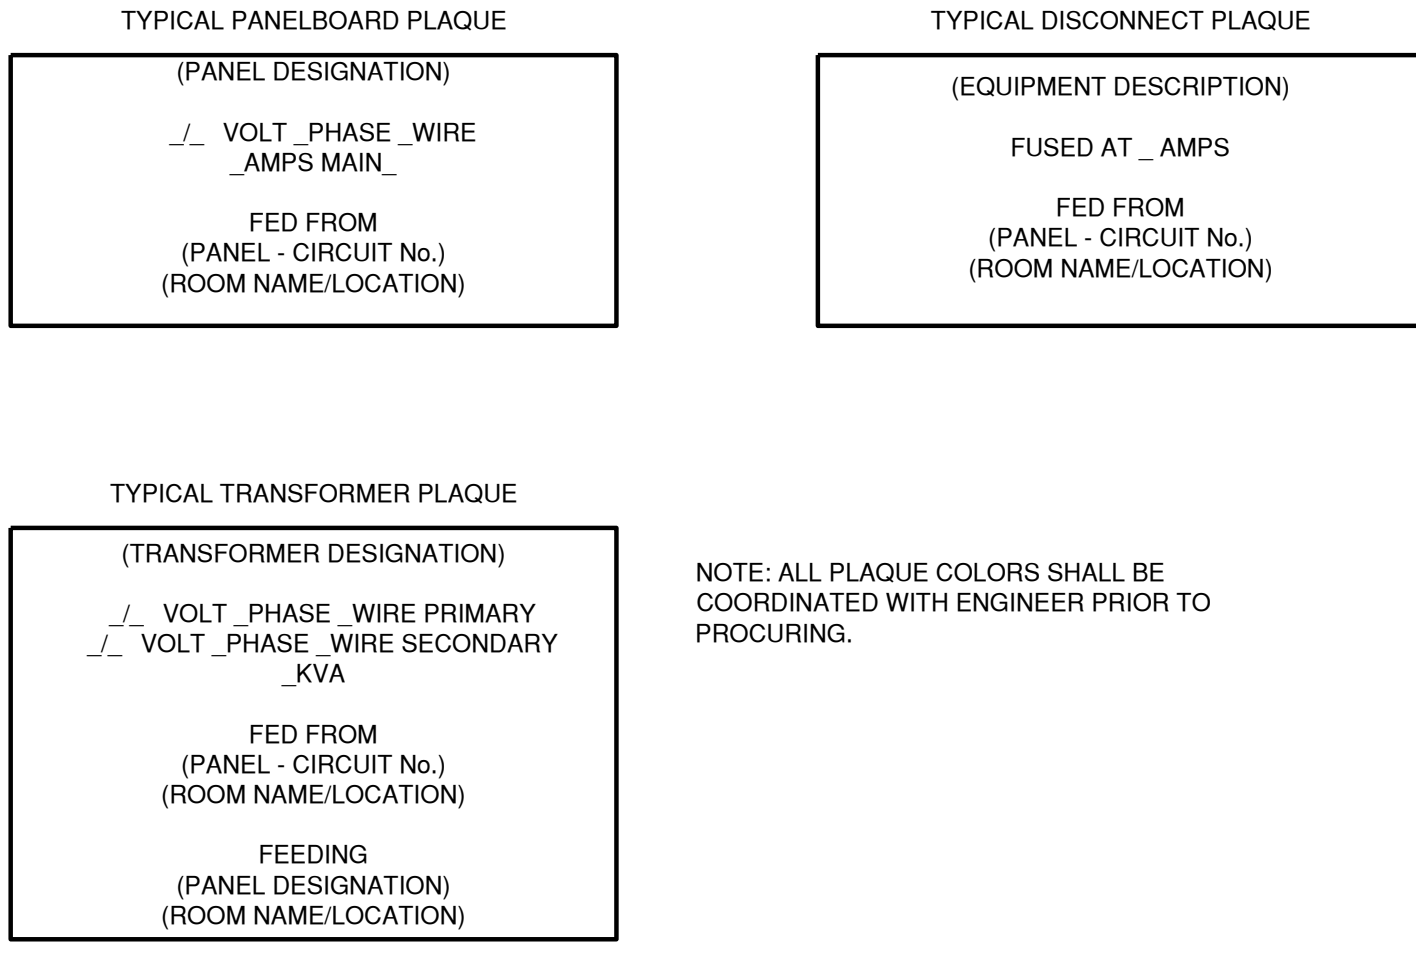 TYPICAL PANELBOARD PLAQUE
(PANEL DESIGNATION)
_/_ VOLT _PHASE _WIRE
_AMPS MAIN_
FED FROM
(PANEL - CIRCUIT No.)
(ROOM NAME/LOCATION)
TYPICAL DISCONNECT PLAQUE
(EQUIPMENT DESCRIPTION)
FUSED AT _ AMPS
FED FROM
(PANEL - CIRCUIT No.)
(ROOM NAME/LOCATION)
TYPICAL TRANSFORMER PLAQUE
(TRANSFORMER DESIGNATION)
_/_ VOLT _PHASE _WIRE PRIMARY
_/_ VOLT _PHASE _WIRE SECONDARY
_KVA
FED FROM
(PANEL - CIRCUIT No.)
(ROOM NAME/LOCATION)
FEEDING
(PANEL DESIGNATION)
(ROOM NAME/LOCATION)
NOTE: ALL PLAQUE COLORS SHALL BE
COORDINATED WITH ENGINEER PRIOR TO
PROCURING.